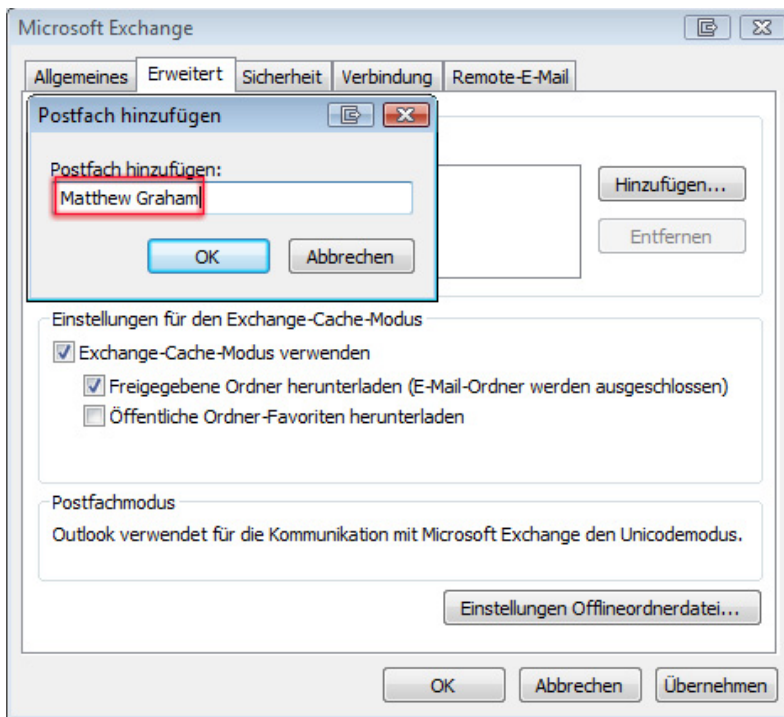 Microsoft Exchange
Allgemeines Erweitert Sicherheit Verbindung Remote-E-Mail
Postfach hinzufügen
Postfach hinzufügen:
Matthew Graham
OK Abbrechen
Hinzufügen...
Entfernen
Einstellungen für den Exchange-Cache-Modus
Exchange-Cache-Modus verwenden
Freigegebene Ordner herunterladen (E-Mail-Ordner werden ausgeschlossen)
Öffentliche Ordner-Favoriten herunterladen
Postfachmodus
Outlook verwendet für die Kommunikation mit Microsoft Exchange den Unicodemodus.
Einstellungen Offlineordnerdatei...
OK Abbrechen Übernehmen